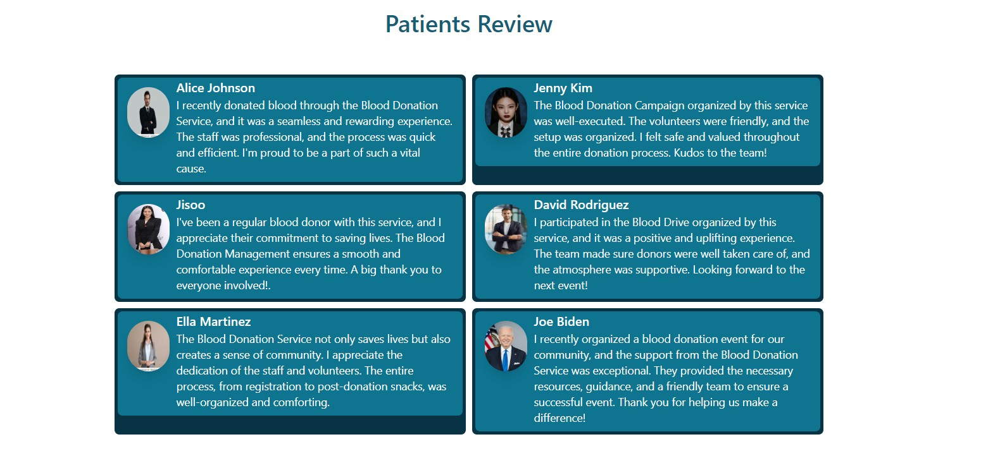 Patients Review
Alice Johnson
I recently donated blood through the Blood Donation
Service, and it was a seamless and rewarding experience.
The staff was professional, and the process was quick
and efficient. I'm proud to be a part of such a vital
cause.
Jenny Kim
The Blood Donation Campaign organized by this service
was well-executed. The volunteers were friendly, and the
setup was organized. I felt safe and valued throughout
the entire donation process. Kudos to the team!
Jisoo
I've been a regular blood donor with this service, and I
appreciate their commitment to saving lives. The Blood
Donation Management ensures a smooth and
comfortable experience every time. A big thank you to
everyone involved!.
David Rodriguez
I participated in the Blood Drive organized by this
service, and it was a positive and uplifting experience.
The team made sure donors were well taken care of, and
the atmosphere was supportive. Looking forward to the
next event!
Ella Martinez
The Blood Donation Service not only saves lives but also
creates a sense of community. I appreciate the
dedication of the staff and volunteers. The entire
process, from registration to post-donation snacks, was
well-organized and comforting.
Joe Biden
I recently organized a blood donation event for our
community, and the support from the Blood Donation
Service was exceptional. They provided the necessary
resources, guidance, and a friendly team to ensure a
successful event. Thank you for helping us make a
difference!